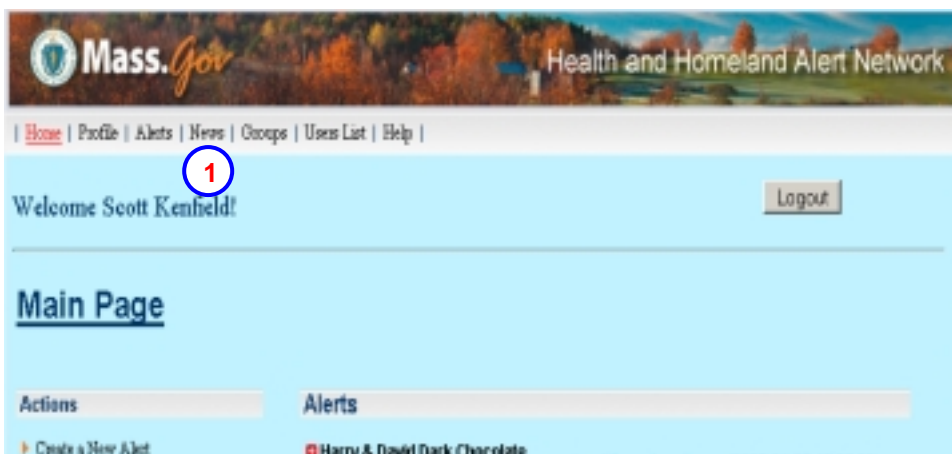 Mass.Gov
Health and Homeland Alert Network
| Home | Profile | Alerts | News | Groups | Users List | Help |
1
Welcome Scott Kenfield!
Logout
Main Page
Actions
Alerts
Create a New Alert
Harry & David Dark Chocolate